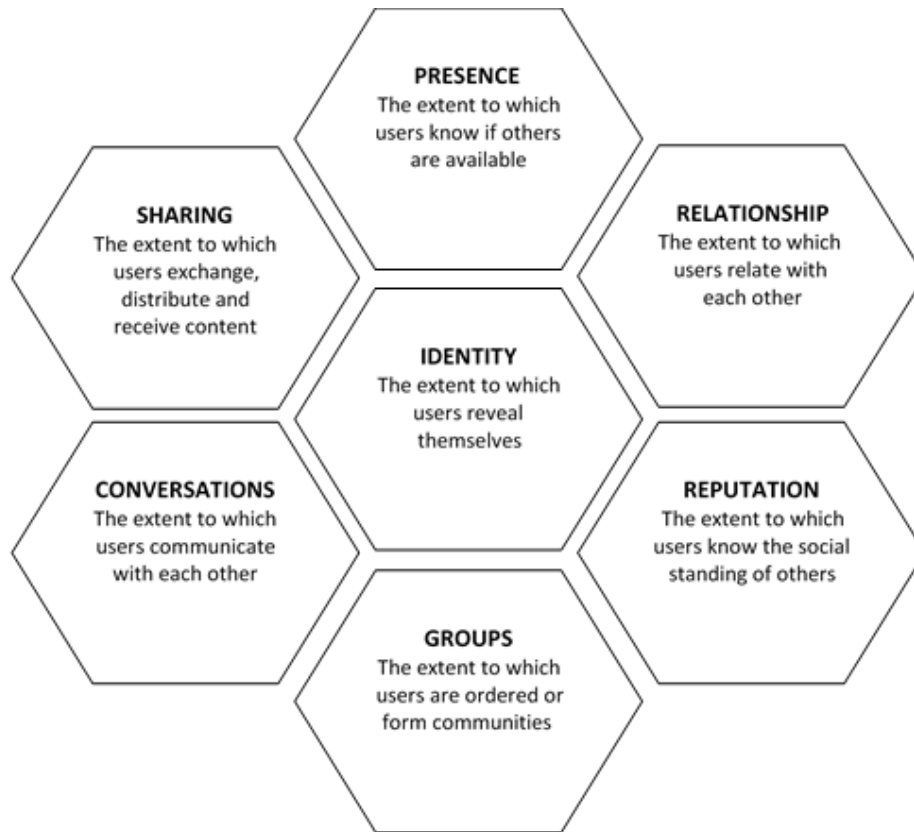 PRESENCE
The extent to which
users know if others
are available
SHARING
The extent to which
users exchange,
distribute and
receive content
RELATIONSHIP
The extent to which
users relate with
each other
IDENTITY
The extent to which
users reveal
themselves
CONVERSATIONS
The extent to which
users communicate
with each other
REPUTATION
The extent to which
users know the social
standing of others
GROUPS
The extent to which
users are ordered or
form communities